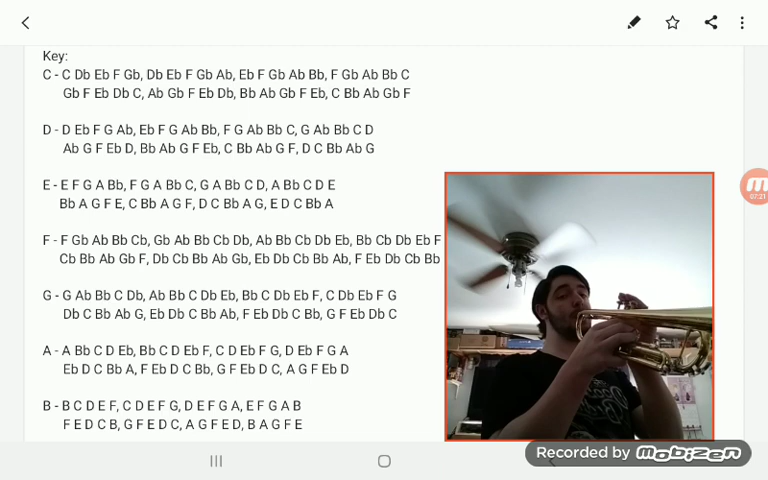 Key:
C - C Db Eb F Gb, Db Eb F Gb Ab, Eb F Gb Ab Bb, F Gb Ab Bb C
Gb F Eb Db C, Ab Gb F Eb Db, Bb Ab Gb F Eb, C Bb Ab Gb F
D - D Eb F G Ab, Eb F G Ab Bb, F G Ab Bb C, G Ab Bb C D
Ab G F Eb D, Bb Ab G F Eb, C Bb Ab G F, D C Bb Ab G
E - E F G A Bb, F G A Bb C, G A Bb C D, A Bb C D E
Bb A G F E, C Bb A G F, D C Bb A G, E D C Bb A
F - F Gb Ab Bb Cb, Gb Ab Bb Cb Db, Ab Bb Cb Db Eb, Bb Cb Db Eb F
Cb Bb Ab Gb F, Db Cb Bb Ab Gb, Eb Db Cb Bb Ab, F Eb Db Cb Bb
G - G Ab Bb C Db, Ab Bb C Db Eb, Bb C Db Eb F, C Db Eb F G
Db C Bb Ab G, Eb Db C Bb Ab, F Eb Db C Bb, G F Eb Db C
A - A Bb C D Eb, Bb C D Eb F, C D Eb F G, D Eb F G A
Eb D C Bb A, F Eb D C Bb, G F Eb D C, A G F Eb D
B - B C D E F, C D E F G, D E F G A, E F G A B
F E D C B, G F E D C, A G F E D, B A G F E
07:21
Recorded by mobizen